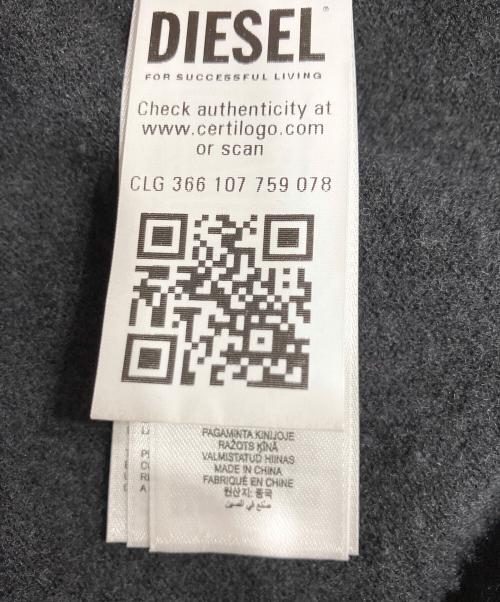 DIESEL®
FOR SUCCESSFUL LIVING
Check authenticity at
www.certilogo.com
or scan
CLG 366 107 759 078
PAGAMINTA KINIJOJE
RAŽOTS ĶĪNĀ
VALMISTATUD HIINAS
MADE IN CHINA
FABRIQUÉ EN CHINE
원산지: 중국
صنع في الصين